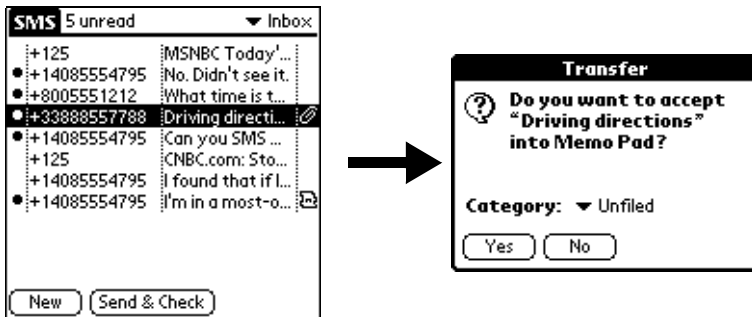 SMS 5 unread Inbox
+125 MSNBC Today'...
+14085554795 No. Didn't see it.
+8005551212 What time is t...
+33888557788 Driving directi...
+14085554795 Can you SMS ...
+125 CNBC.com: Sto...
+14085554795 I found that if I...
+14085554795 I'm in a most-o...
New Send & Check
Transfer
Do you want to accept
“Driving directions”
into Memo Pad?
Category: Unfiled
Yes No